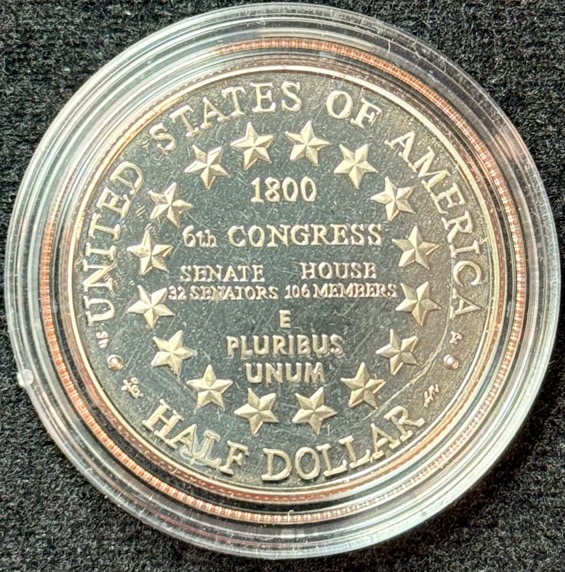 UNITED STATES OF AMERICA
1800
6th CONGRESS
SENATE HOUSE
32 SENATORS 106 MEMBERS
E
PLURIBUS
UNUM
HALF DOLLAR